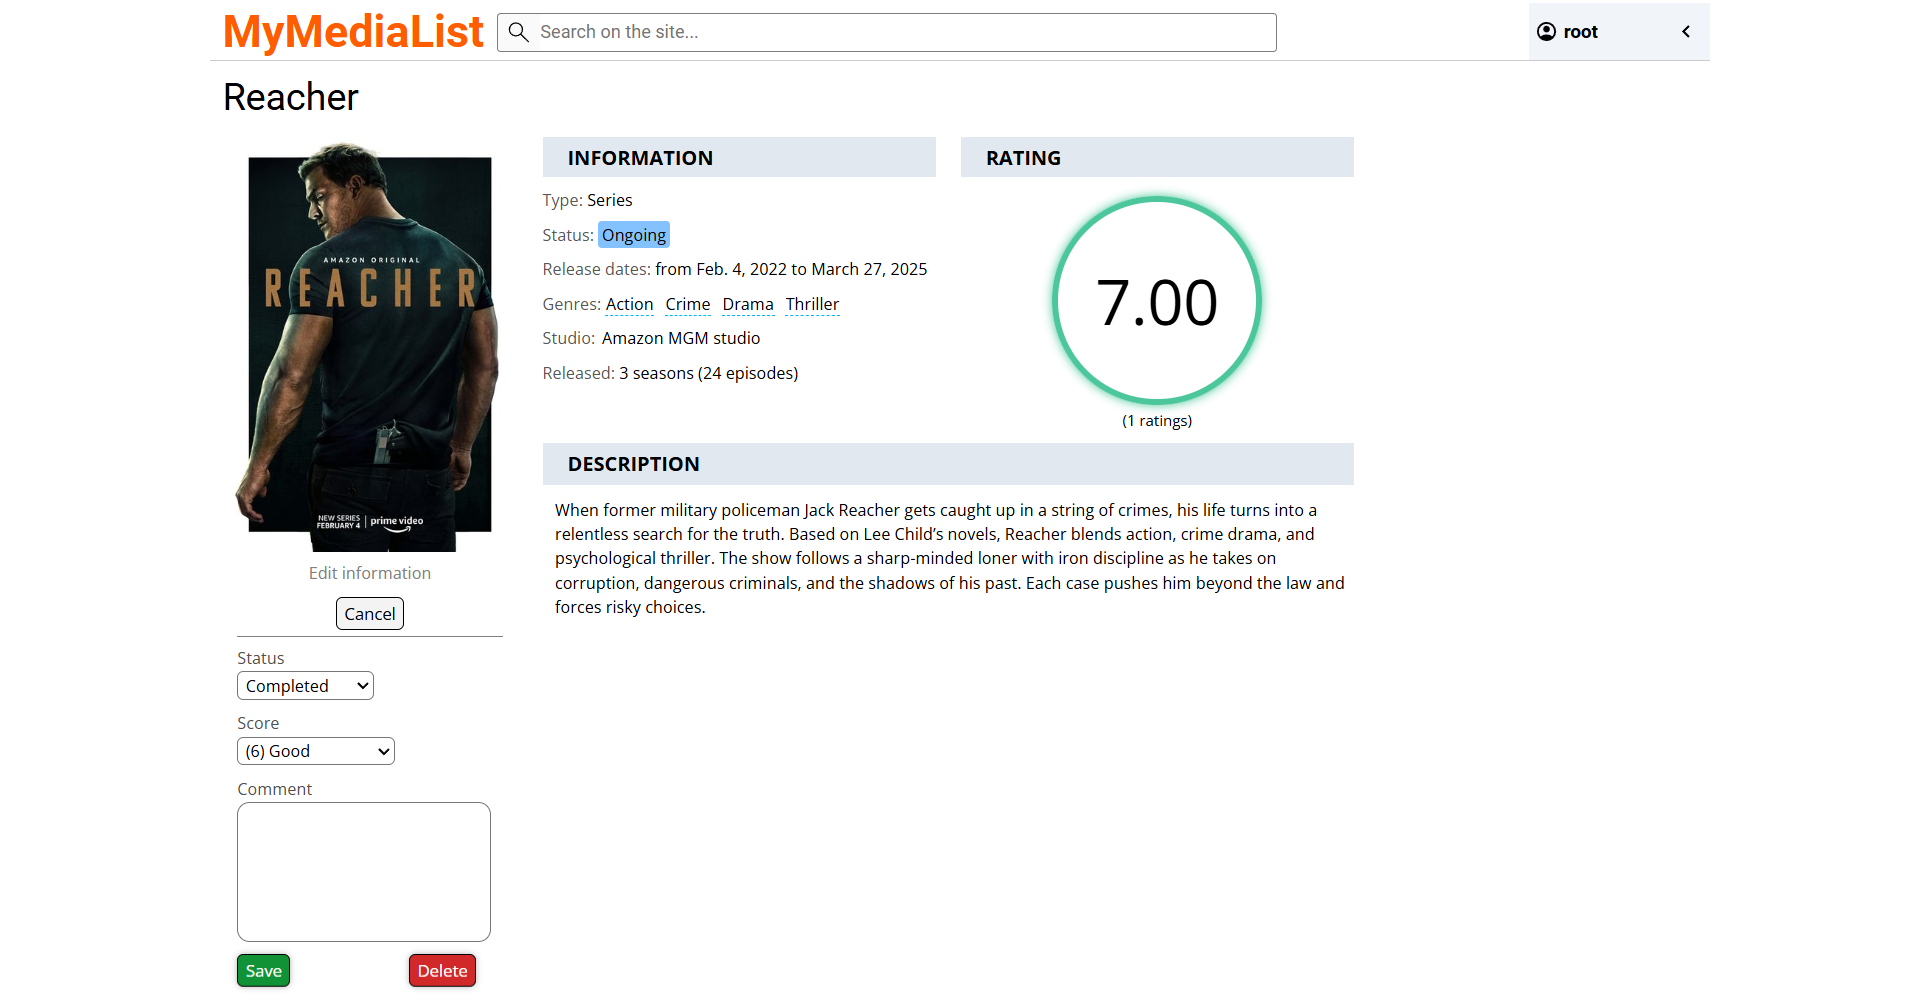 MyMediaList
Search on the site...
root
Reacher
AMAZON ORIGINAL
REACHER
NEW SERIES
FEBRUARY 4
prime video
Edit information
Cancel
Status
Completed
Score
(6) Good
Comment
Save
Delete
INFORMATION
Type: Series
Status: Ongoing
Release dates: from Feb. 4, 2022 to March 27, 2025
Genres: Action Crime Drama Thriller
Studio: Amazon MGM studio
Released: 3 seasons (24 episodes)
RATING
7.00
(1 ratings)
DESCRIPTION
When former military policeman Jack Reacher gets caught up in a string of crimes, his life turns into a
relentless search for the truth. Based on Lee Child’s novels, Reacher blends action, crime drama, and
psychological thriller. The show follows a sharp-minded loner with iron discipline as he takes on
corruption, dangerous criminals, and the shadows of his past. Each case pushes him beyond the law and
forces risky choices.